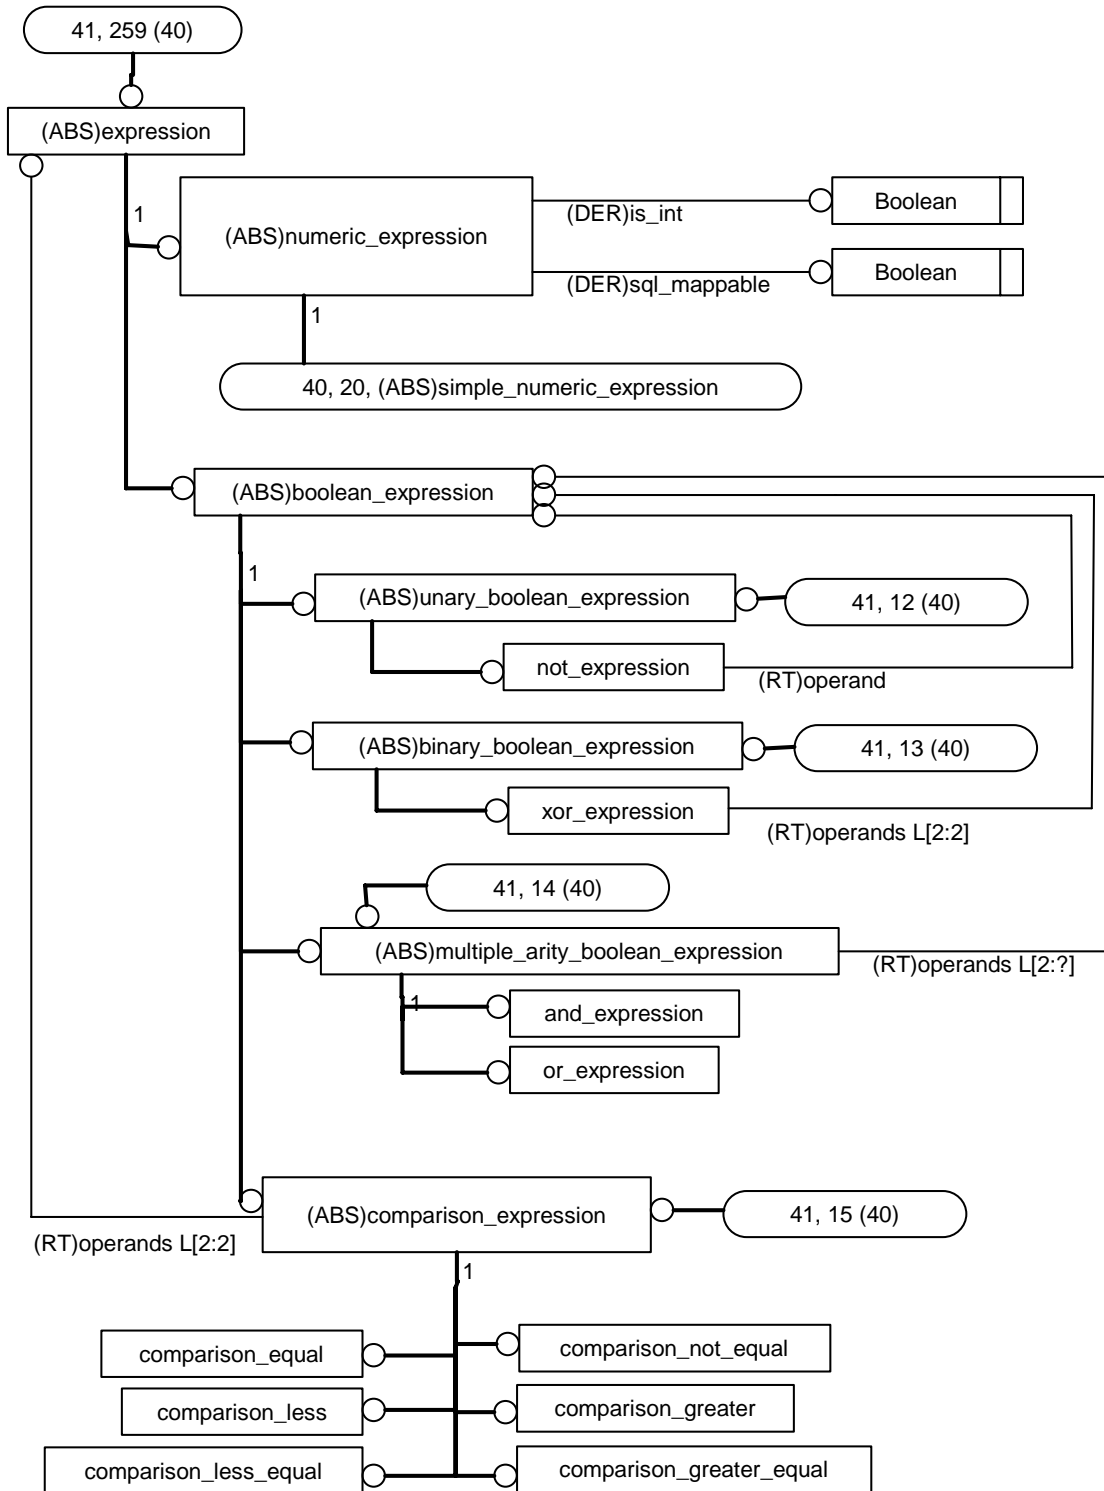 41, 259 (40)
(ABS)expression
1
(ABS)numeric_expression
(DER)is_int
Boolean
(DER)sql_mappable
Boolean
1
40, 20, (ABS)simple_numeric_expression
(ABS)boolean_expression
1
(ABS)unary_boolean_expression
41, 12 (40)
not_expression
(RT)operand
(ABS)binary_boolean_expression
41, 13 (40)
xor_expression
(RT)operands L[2:2]
41, 14 (40)
(ABS)multiple_arity_boolean_expression
(RT)operands L[2:?]
1
and_expression
or_expression
(ABS)comparison_expression
41, 15 (40)
(RT)operands L[2:2]
1
comparison_equal
comparison_not_equal
comparison_less
comparison_greater
comparison_less_equal
comparison_greater_equal